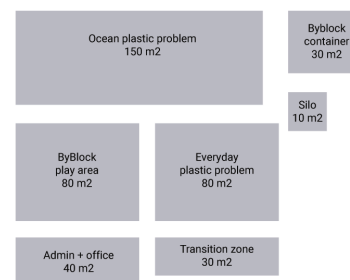 Ocean plastic problem
150 m2
Byblock
container
30 m2
Silo
10 m2
ByBlock
play area
80 m2
Everyday
plastic problem
80 m2
Admin + office
40 m2
Transition zone
30 m2